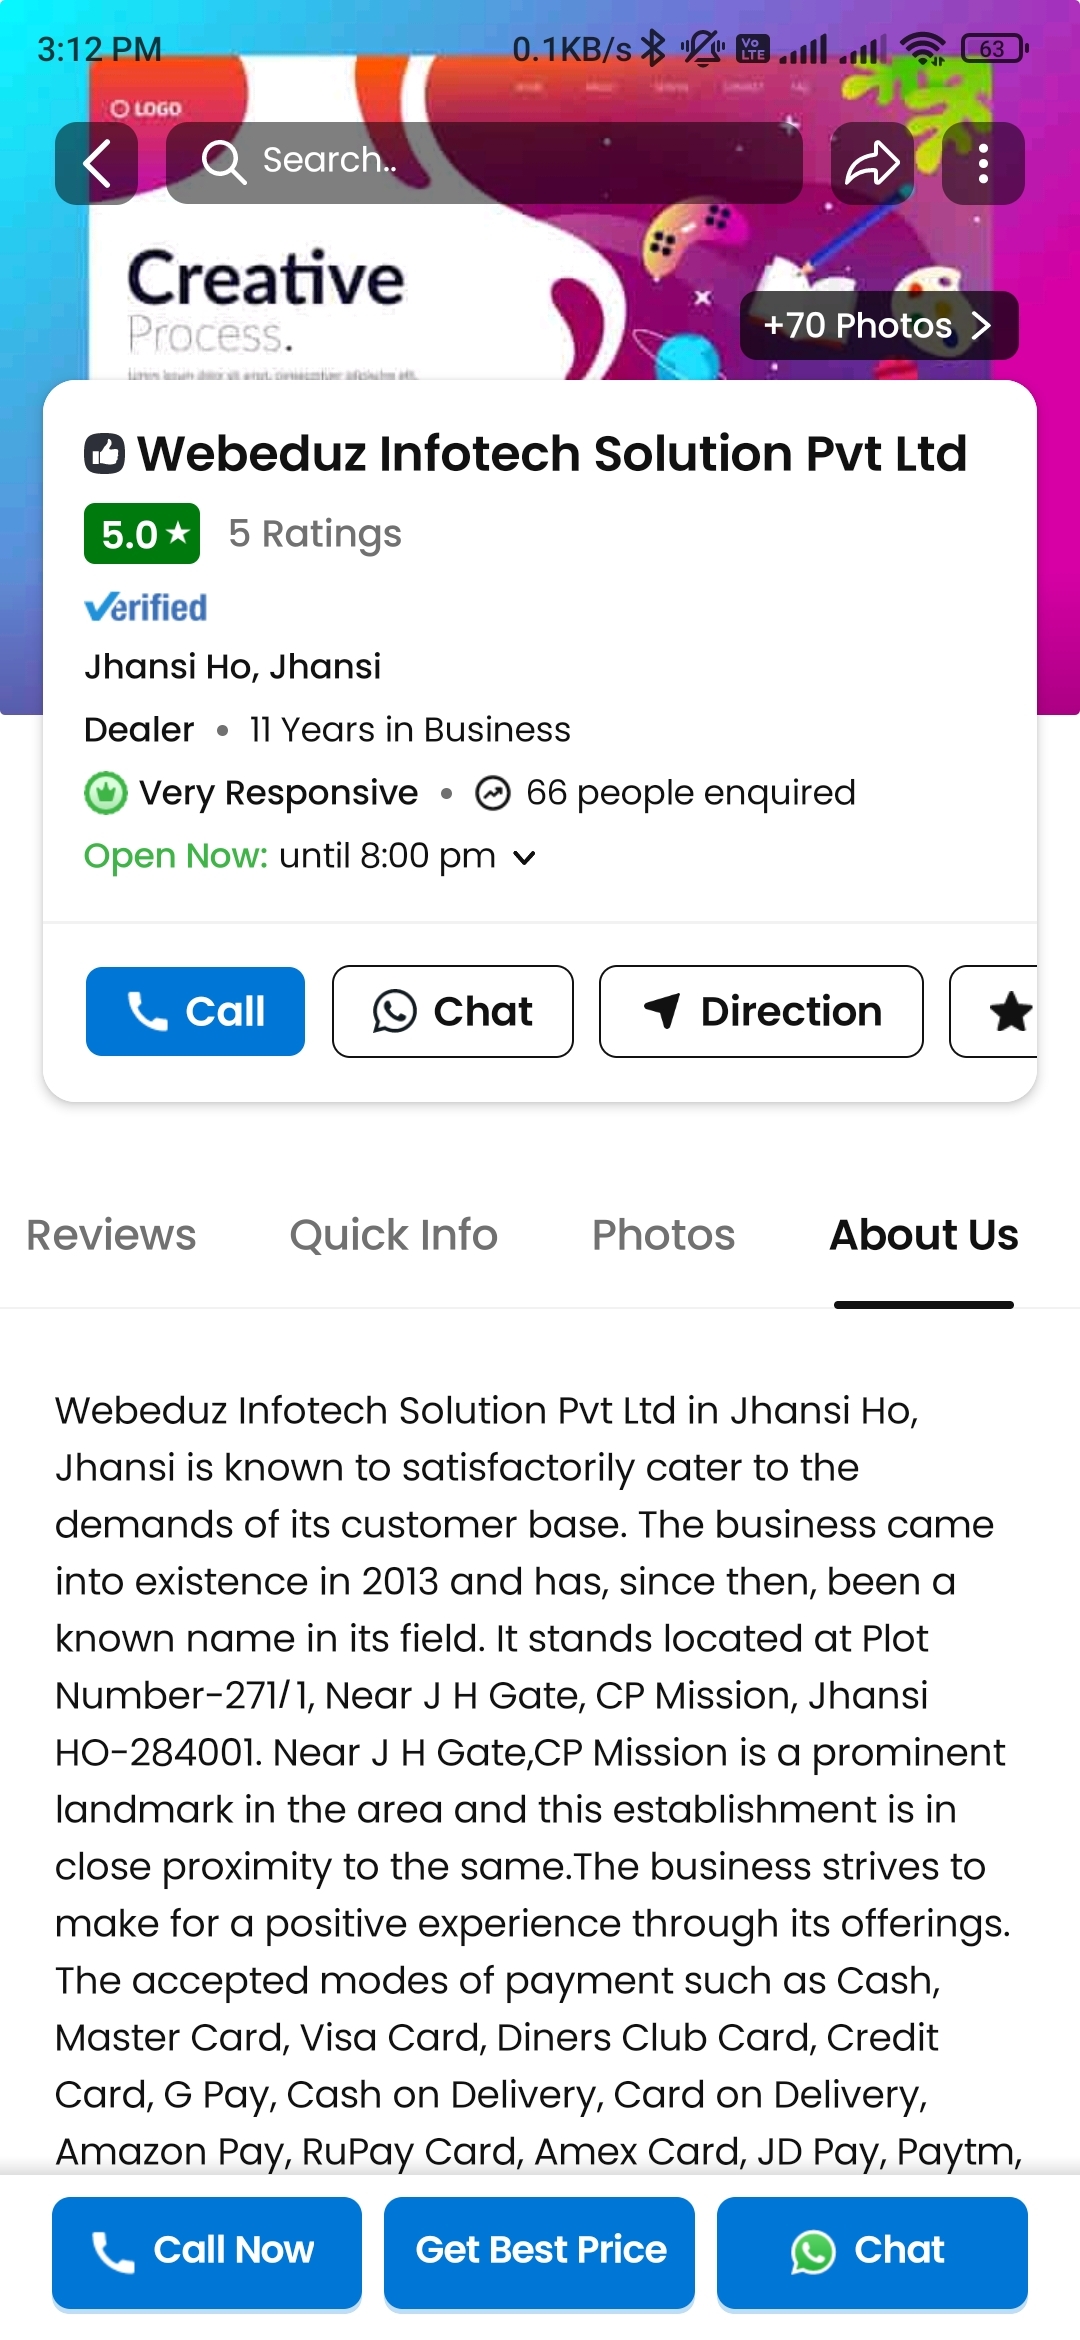 3:12 PM
0.1KB/s
Vo LTE
63
LOGO
Search..
Creative
Process.
+70 Photos
Webeduz Infotech Solution Pvt Ltd
5.0 ★ 5 Ratings
Verified
Jhansi Ho, Jhansi
Dealer • 11 Years in Business
Very Responsive • 66 people enquired
Open Now: until 8:00 pm
Call Chat Direction
Reviews Quick Info Photos About Us
Webeduz Infotech Solution Pvt Ltd in Jhansi Ho,
Jhansi is known to satisfactorily cater to the
demands of its customer base. The business came
into existence in 2013 and has, since then, been a
known name in its field. It stands located at Plot
Number-271/1, Near J H Gate, CP Mission, Jhansi
HO-284001. Near J H Gate,CP Mission is a prominent
landmark in the area and this establishment is in
close proximity to the same.The business strives to
make for a positive experience through its offerings.
The accepted modes of payment such as Cash,
Master Card, Visa Card, Diners Club Card, Credit
Card, G Pay, Cash on Delivery, Card on Delivery,
Amazon Pay, RuPay Card, Amex Card, JD Pay, Paytm,
Call Now Get Best Price Chat